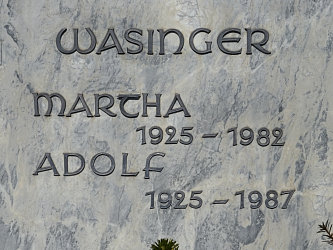 WASINGER
MARTHA
1925 – 1982
ADOLF
1925 – 1987